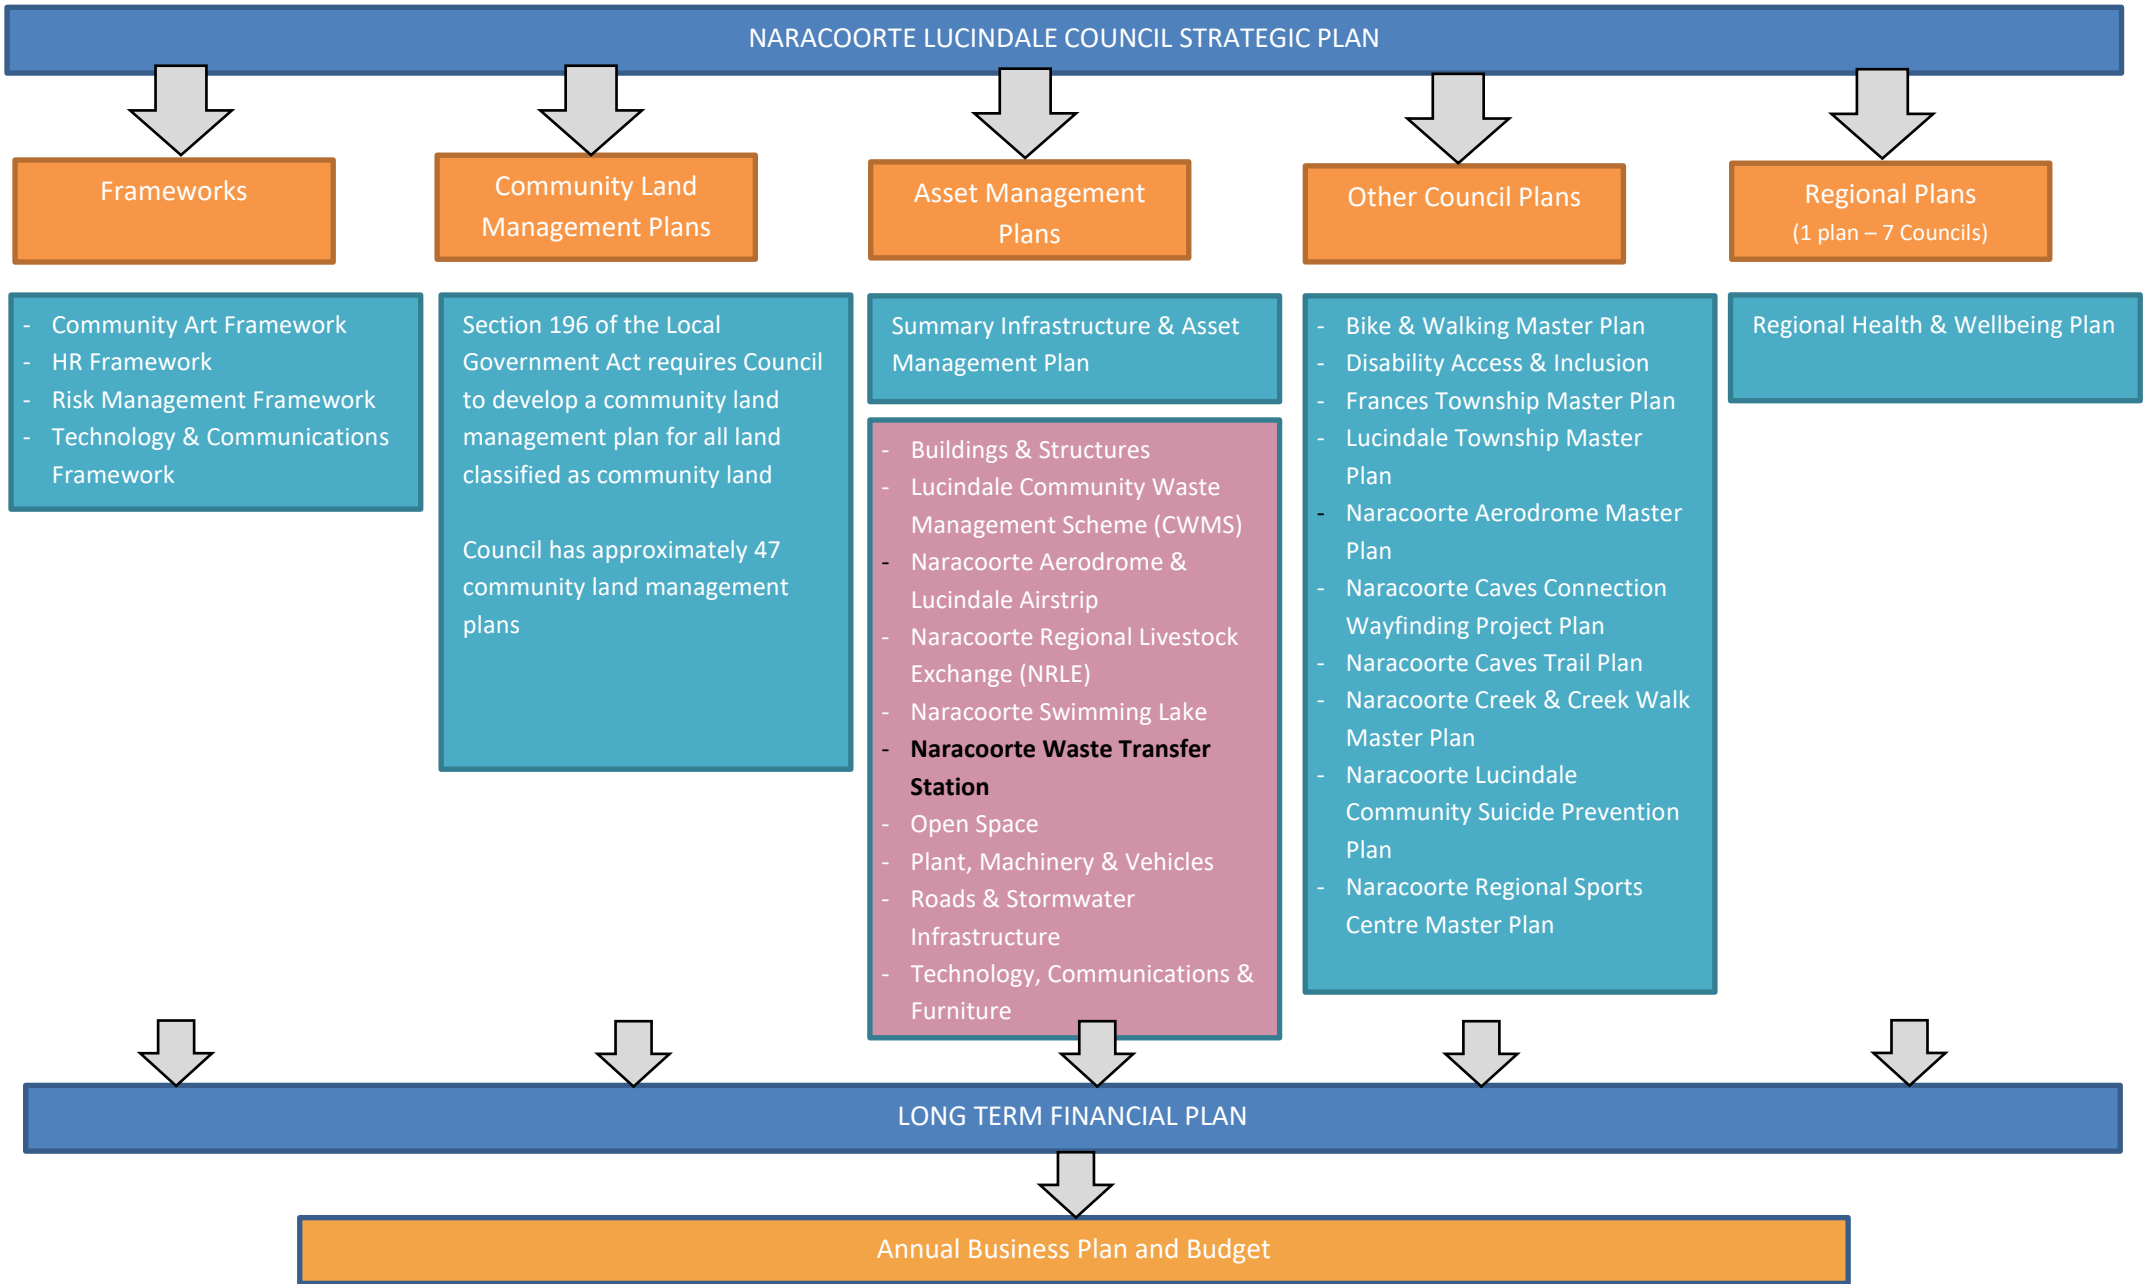 NARACOORTE LUCINDALE COUNCIL STRATEGIC PLAN
Frameworks
Community Land
Management Plans
Asset Management
Plans
Other Council Plans
Regional Plans
(1 plan – 7 Councils)
- Community Art Framework
- HR Framework
- Risk Management Framework
- Technology & Communications
Framework
Section 196 of the Local
Government Act requires Council
to develop a community land
management plan for all land
classified as community land
Council has approximately 47
community land management
plans
Summary Infrastructure & Asset
Management Plan
- Buildings & Structures
- Lucindale Community Waste
Management Scheme (CWMS)
- Naracoorte Aerodrome &
Lucindale Airstrip
- Naracoorte Regional Livestock
Exchange (NRLE)
- Naracoorte Swimming Lake
- Naracoorte Waste Transfer
Station
- Open Space
- Plant, Machinery & Vehicles
- Roads & Stormwater
Infrastructure
- Technology, Communications &
Furniture
- Bike & Walking Master Plan
- Disability Access & Inclusion
- Frances Township Master Plan
- Lucindale Township Master
Plan
- Naracoorte Aerodrome Master
Plan
- Naracoorte Caves Connection
Wayfinding Project Plan
- Naracoorte Caves Trail Plan
- Naracoorte Creek & Creek Walk
Master Plan
- Naracoorte Lucindale
Community Suicide Prevention
Plan
- Naracoorte Regional Sports
Centre Master Plan
Regional Health & Wellbeing Plan
LONG TERM FINANCIAL PLAN
Annual Business Plan and Budget